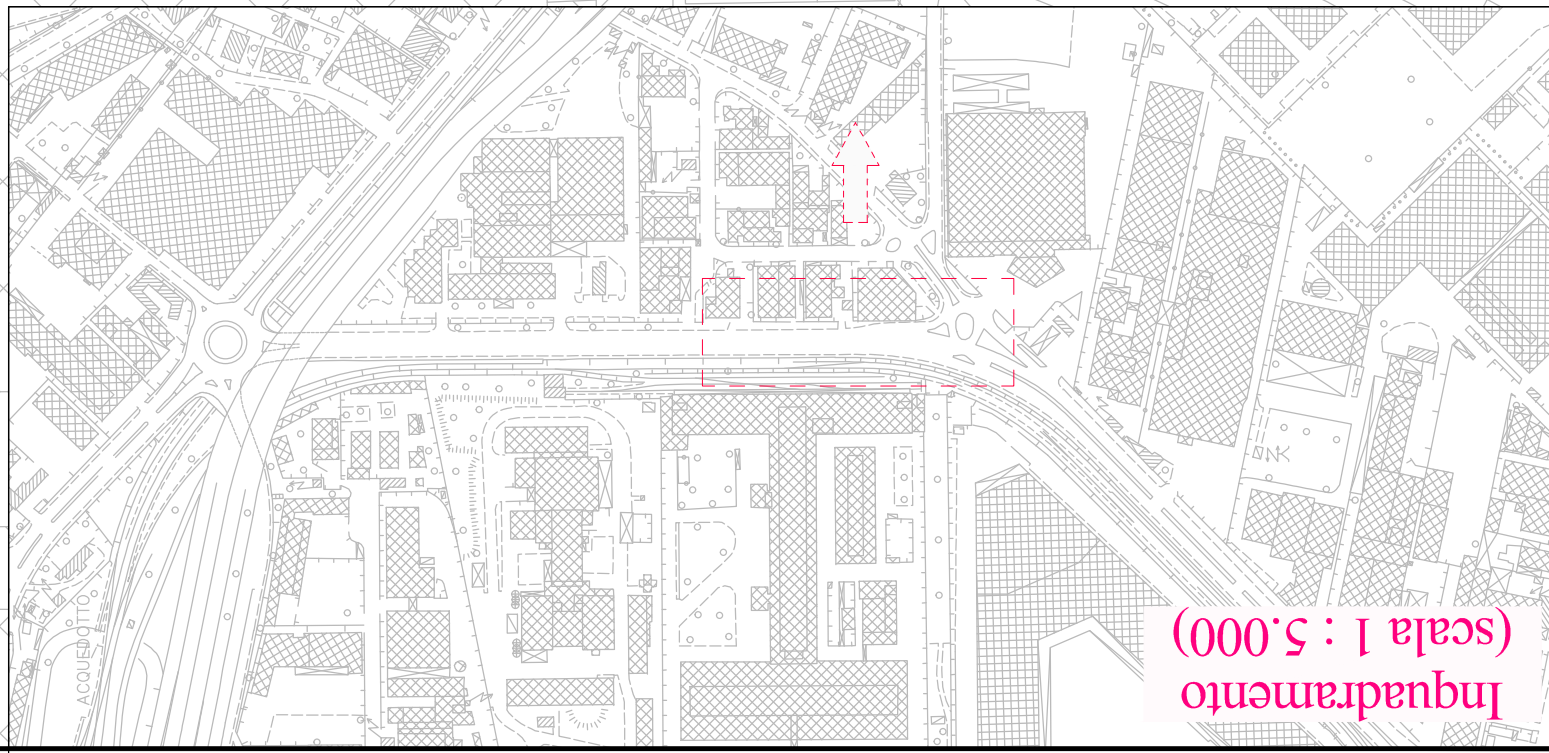 Inquadramento
(scala 1 : 5.000)
ACQUEDOTTO